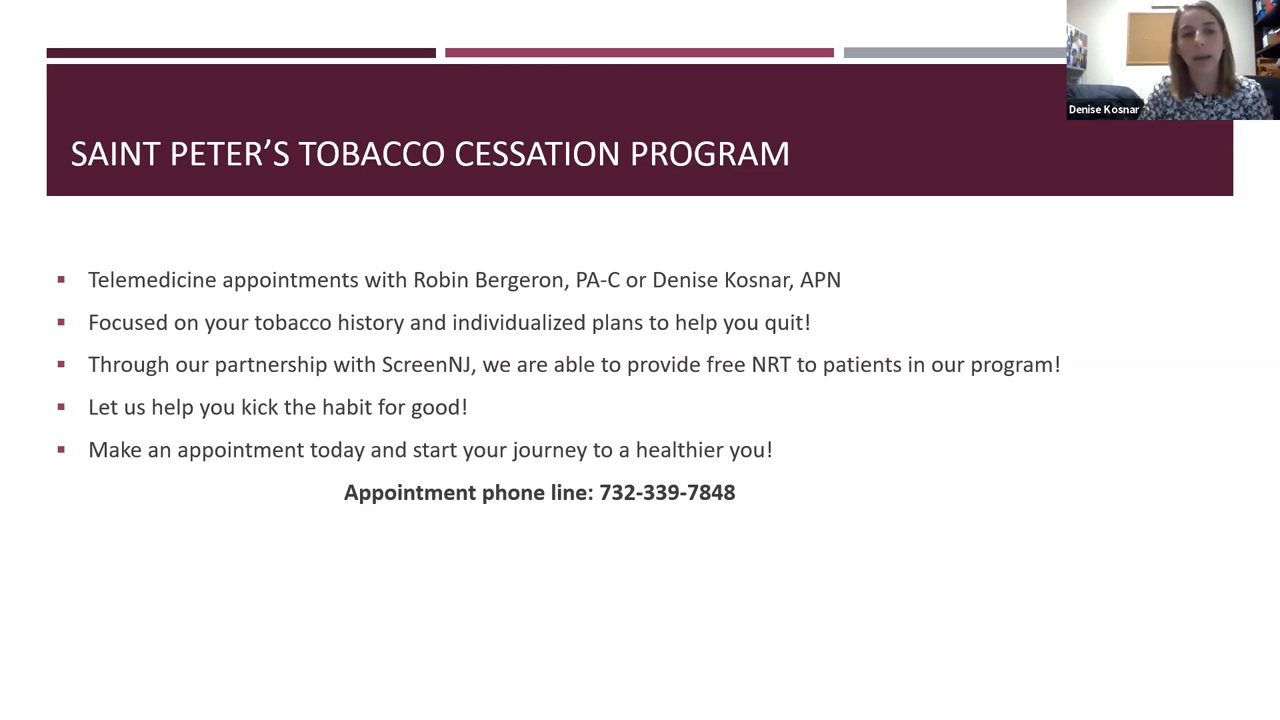 Denise Kosnar
SAINT PETER’S TOBACCO CESSATION PROGRAM
▪ Telemedicine appointments with Robin Bergeron, PA-C or Denise Kosnar, APN
▪ Focused on your tobacco history and individualized plans to help you quit!
▪ Through our partnership with ScreenNJ, we are able to provide free NRT to patients in our program!
▪ Let us help you kick the habit for good!
▪ Make an appointment today and start your journey to a healthier you!
Appointment phone line: 732-339-7848